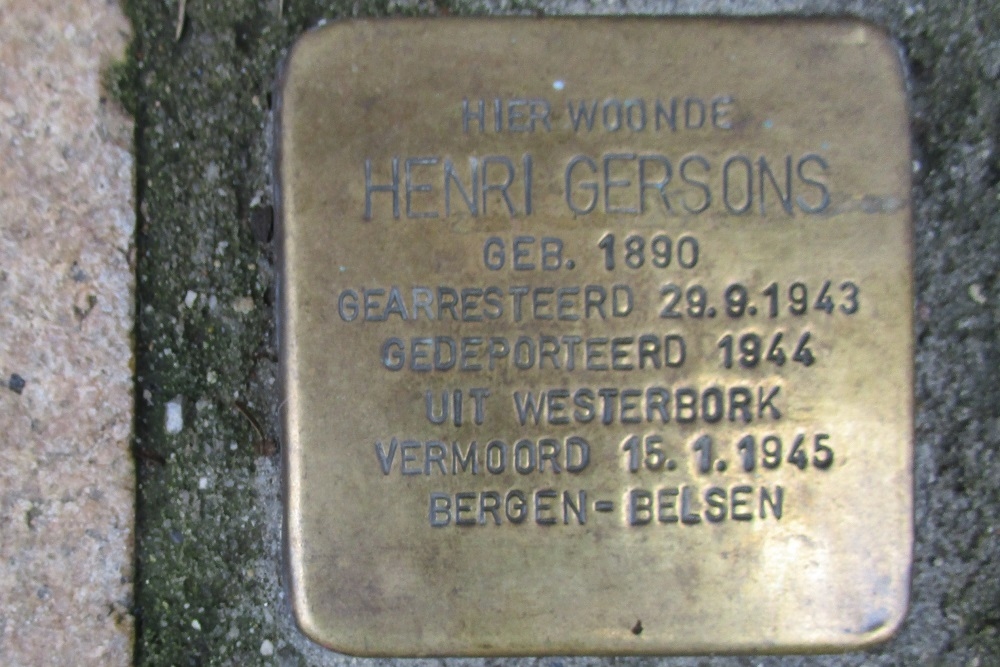 HIER WOONDE
HENRI GERSONS
GEB. 1890
GEARRESTEERD 29.9.1943
GEDEPORTEERD 1944
UIT WESTERBORK
VERMOORD 15.1.1945
BERGEN-BELSEN